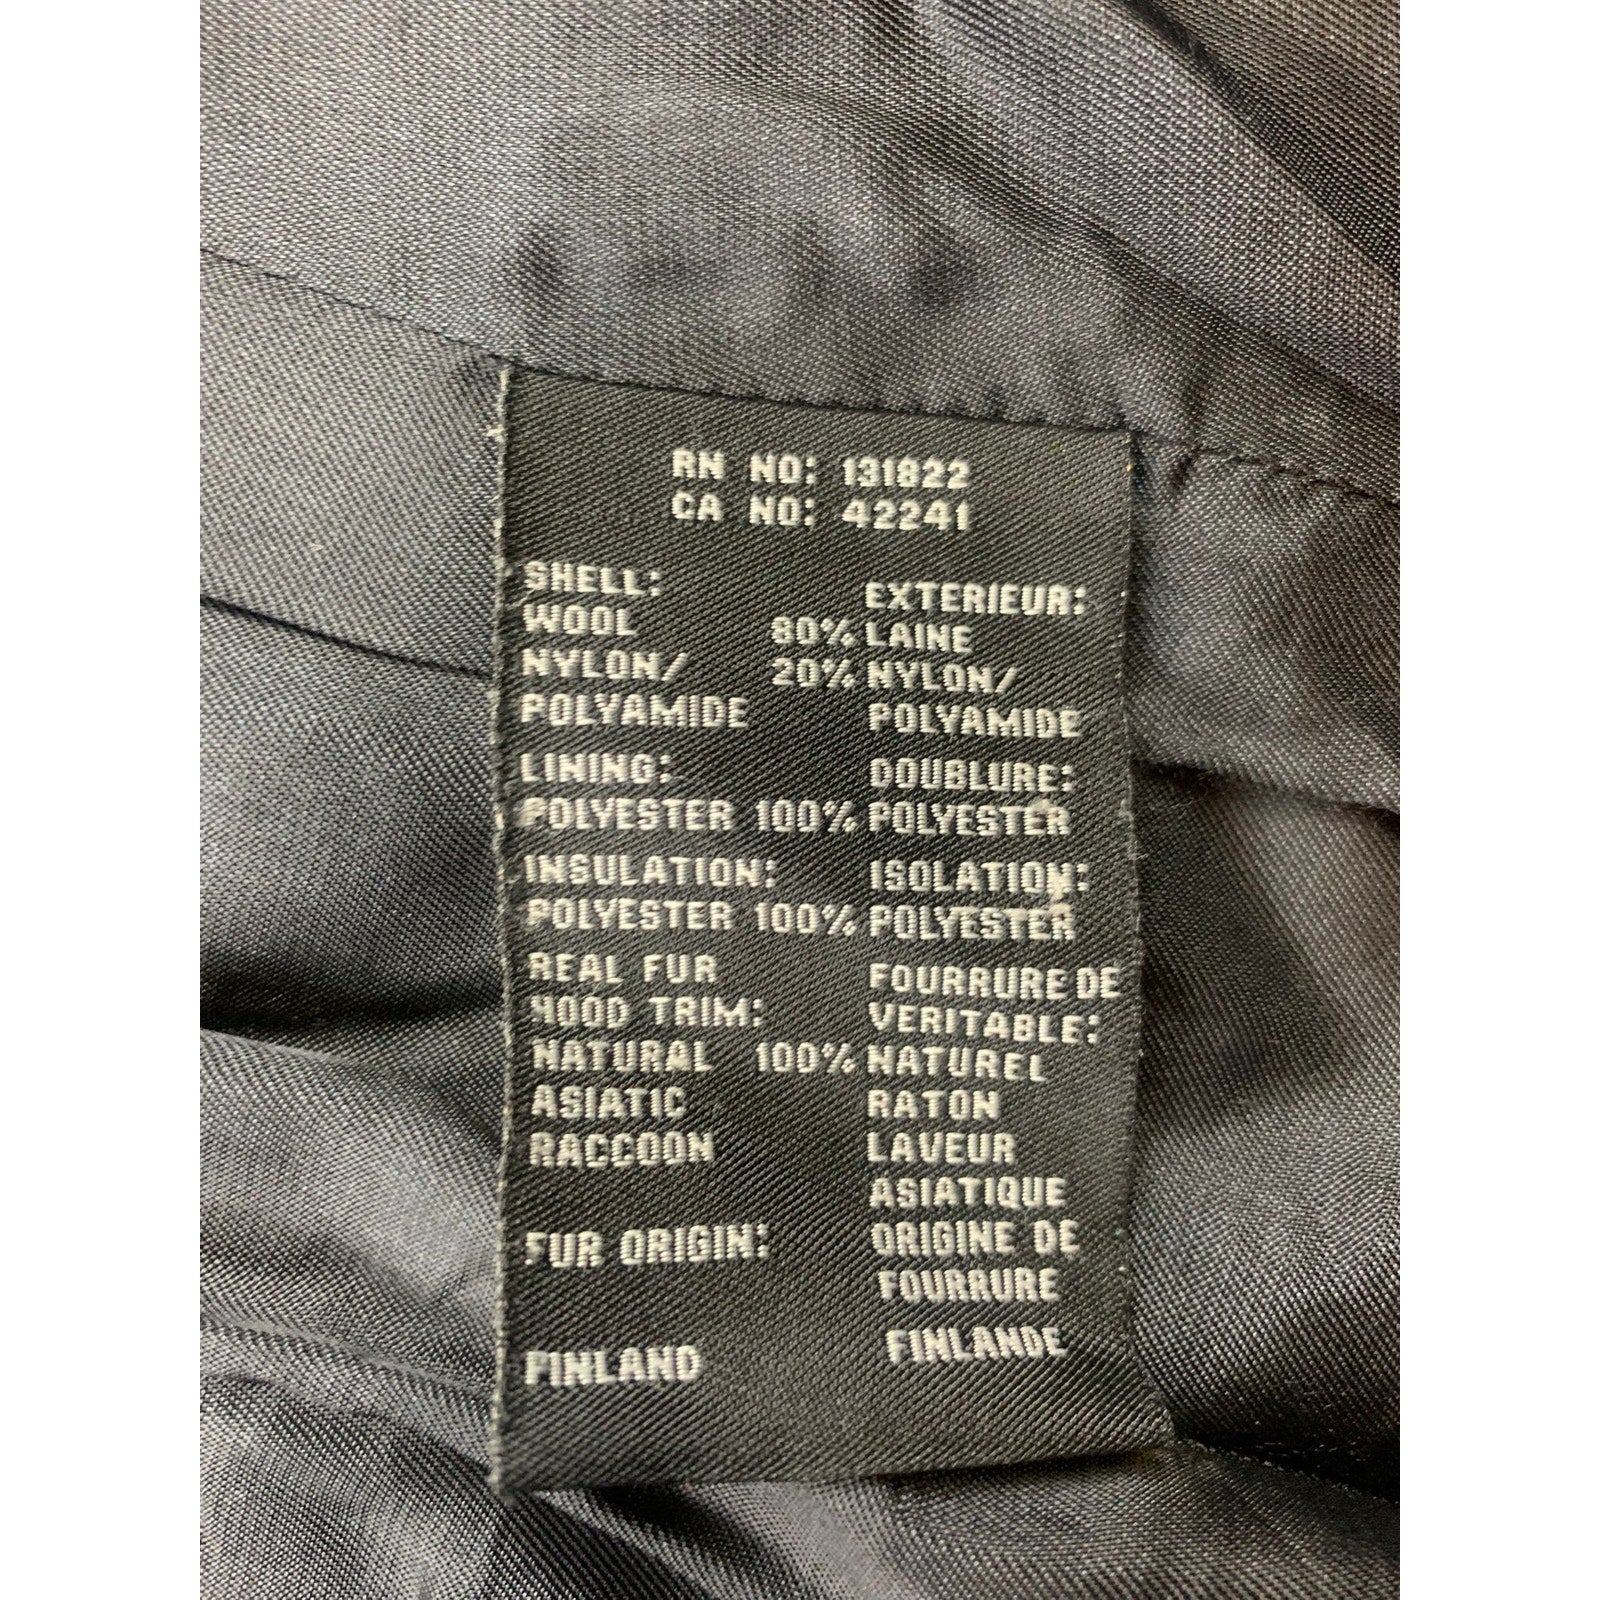 RN NO: 131822
CA NO: 42241
SHELL:
WOOL 80%
NYLON/ 20%
POLYAMIDE
LINING:
POLYESTER 100%
INSULATION:
POLYESTER 100%
REAL FUR
HOOD TRIM:
NATURAL 100%
ASIATIC
RACCOON
FUR ORIGIN:
FINLAND
EXTERIEUR:
LAINE
NYLON/
POLYAMIDE
DOUBLURE:
POLYESTER
ISOLATION:
POLYESTER
FOURRURE DE
VERITABLE:
NATUREL
RATON
LAVEUR
ASIATIQUE
ORIGINE DE
FOURRURE
FINLANDE